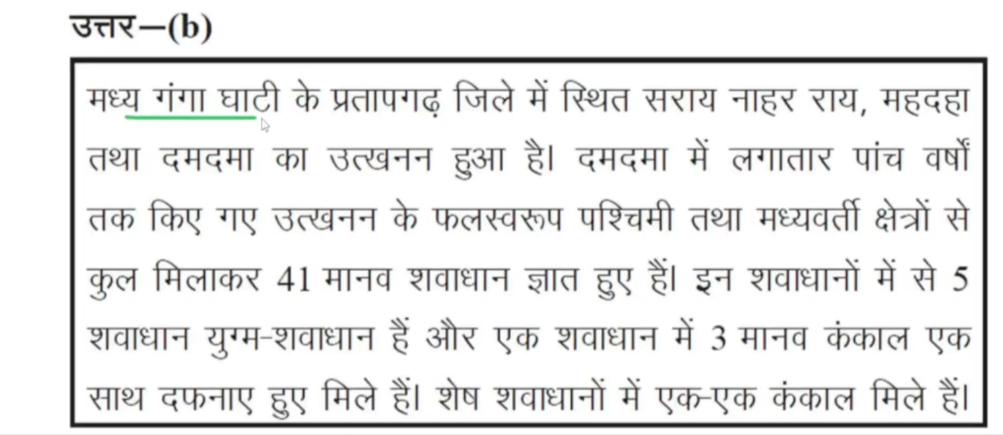 उत्तर—(b)
मध्य गंगा घाटी के प्रतापगढ़ जिले में स्थित सराय नाहर राय, महदहा
तथा दमदमा का उत्खनन हुआ है। दमदमा में लगातार पांच वर्षों
तक किए गए उत्खनन के फलस्वरूप पश्चिमी तथा मध्यवर्ती क्षेत्रों से
कुल मिलाकर 41 मानव शवाधान ज्ञात हुए हैं। इन शवाधानों में से 5
शवाधान युग्म-शवाधान हैं और एक शवाधान में 3 मानव कंकाल एक
साथ दफनाए हुए मिले हैं। शेष शवाधानों में एक-एक कंकाल मिले हैं।